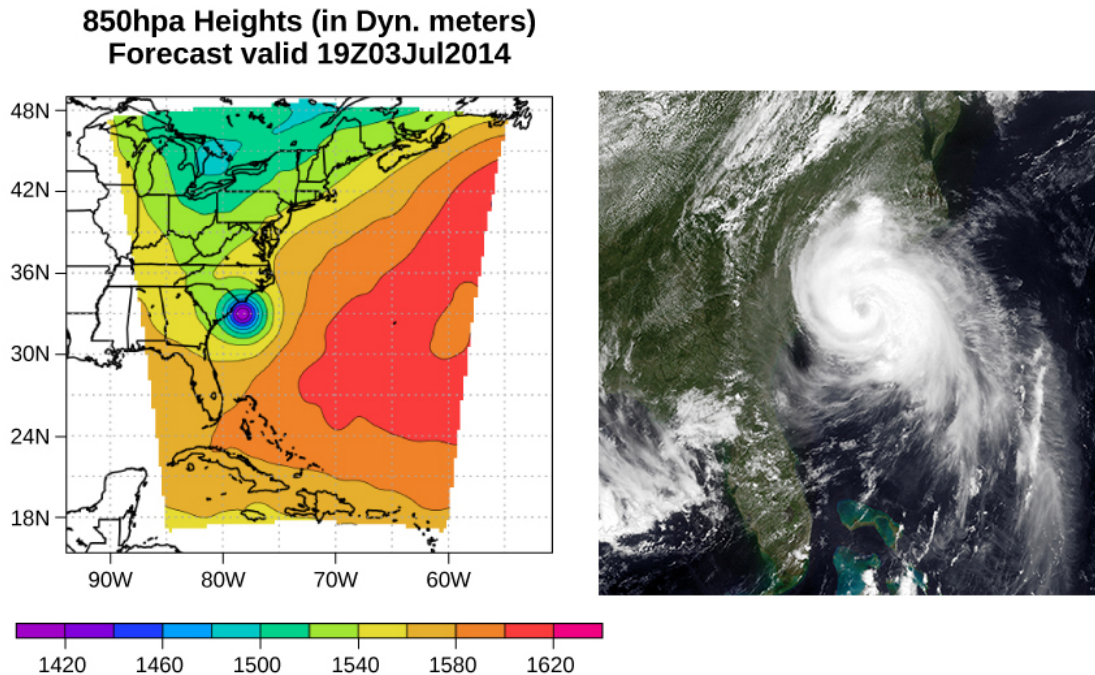 850hpa Heights (in Dyn. meters)
Forecast valid 19Z03Jul2014
48N
42N
36N
30N
24N
18N
90W 80W 70W 60W
1420 1460 1500 1540 1580 1620